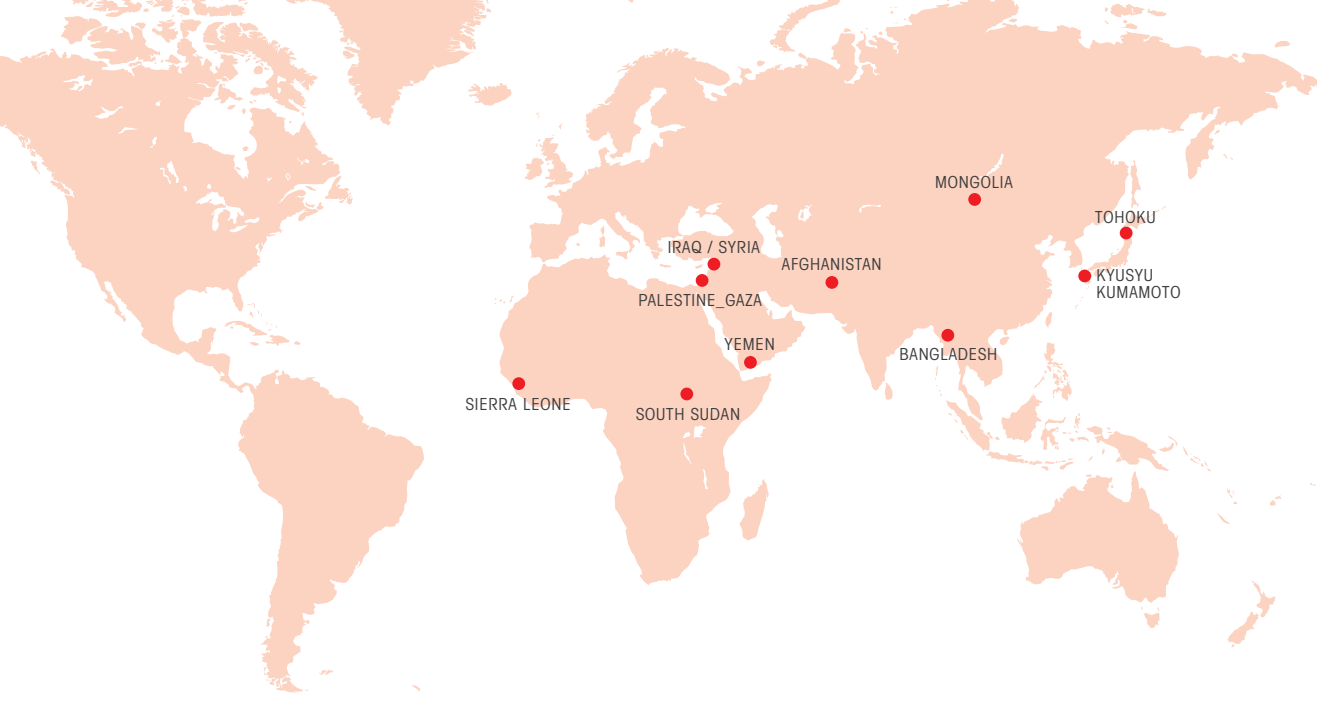 MONGOLIA
TOHOKU
IRAQ / SYRIA
AFGHANISTAN
KYUSYU
KUMAMOTO
PALESTINE_GAZA
YEMEN
BANGLADESH
SIERRA LEONE
SOUTH SUDAN